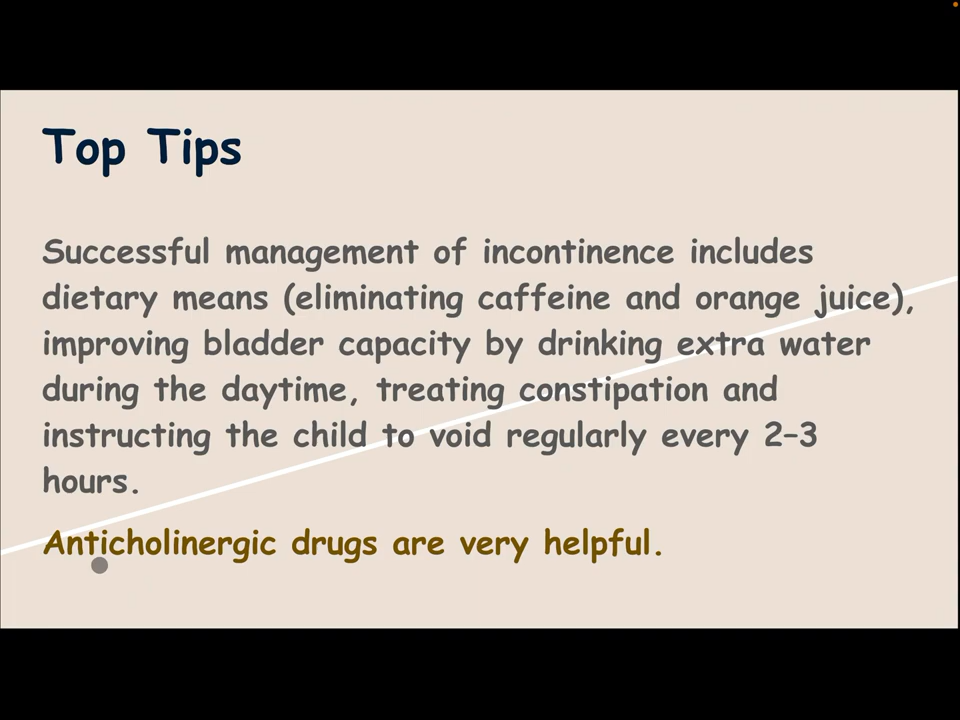 Top Tips
Successful management of incontinence includes
dietary means (eliminating caffeine and orange juice),
improving bladder capacity by drinking extra water
during the daytime, treating constipation and
instructing the child to void regularly every 2–3
hours.
Anticholinergic drugs are very helpful.